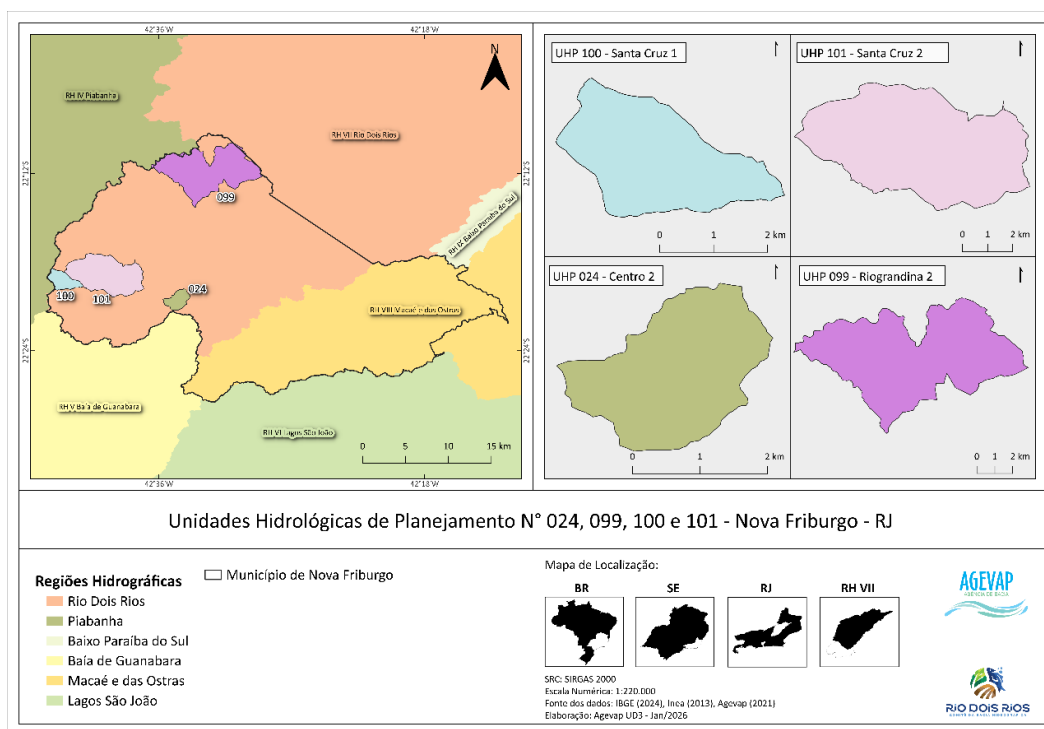 42°36'W
42°18'W
N
RH IV Piabanha
RH VII Rio Dois Rios
22°12'S
22°12'S
099
RH IX Baixo Paraíba do Sul
100
101
024
RH VIII Macaé e das Ostras
22°24'S
22°24'S
RH V Baía de Guanabara
RH VI Lagos São João
0 5 10 15 km
42°36'W
42°18'W
UHP 100 - Santa Cruz 1
0 1 2 km
UHP 101 - Santa Cruz 2
0 1 2 km
UHP 024 - Centro 2
0 1 2 km
UHP 099 - Riograndina 2
0 1 2 km
Unidades Hidrológicas de Planejamento N° 024, 099, 100 e 101 - Nova Friburgo - RJ
Regiões Hidrográficas
Rio Dois Rios
Piabanha
Baixo Paraíba do Sul
Baía de Guanabara
Macaé e das Ostras
Lagos São João
Município de Nova Friburgo
Mapa de Localização:
BR
SE
RJ
RH VII
SRC: SIRGAS 2000
Escala Numérica: 1:220.000
Fonte dos dados: IBGE (2024), Inea (2013), Agevap (2021)
Elaboração: Agevap UD3 - Jan/2026
AGEVAP
AGÊNCIA DE BACIA
RIO DOIS RIOS